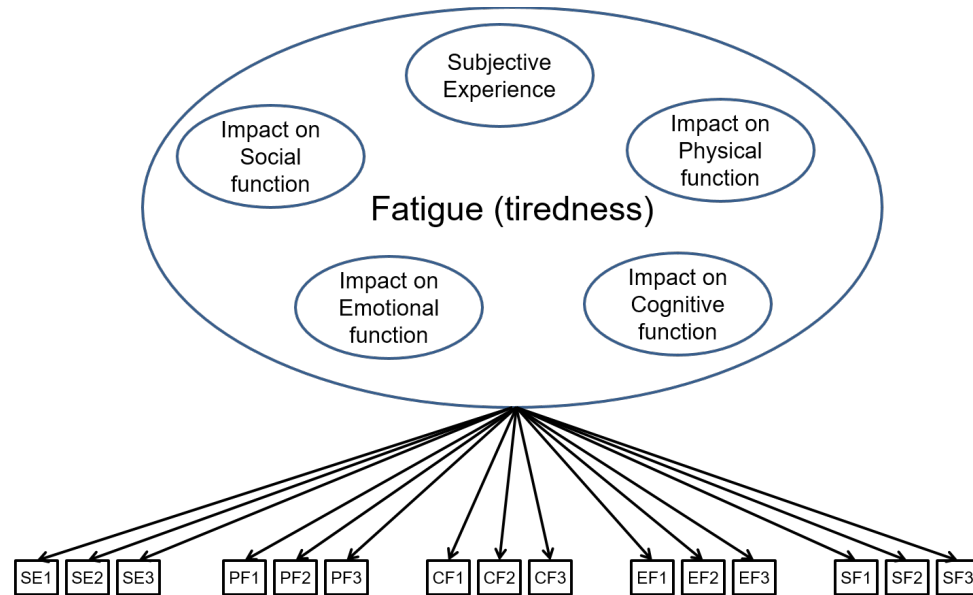 Subjective
Experience
Impact on
Social
function
Impact on
Physical
function
Fatigue (tiredness)
Impact on
Emotional
function
Impact on
Cognitive
function
SE1 SE2 SE3 PF1 PF2 PF3 CF1 CF2 CF3 EF1 EF2 EF3 SF1 SF2 SF3